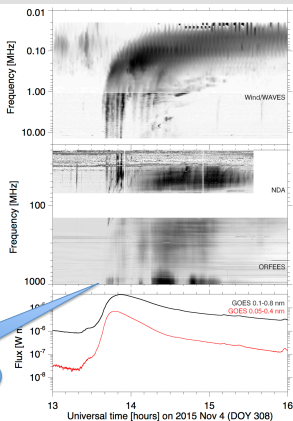 0.01
0.10
1.00
10.00
Frequency [MHz]
Wind/WAVES
100
1000
Frequency [MHz]
NDA
ORFEES
10⁻⁶
10⁻⁷
10⁻⁸
Flux [W m
GOES 0.1-0.8 nm
GOES 0.05-0.4 nm
13 14 15 16
Universal time [hours] on 2015 Nov 4 (DOY 308)